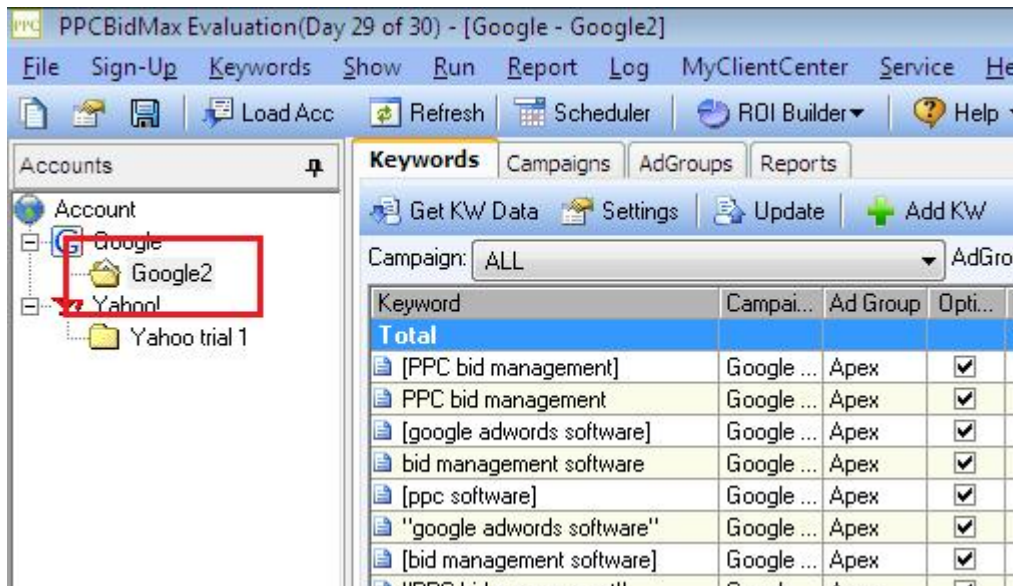 PPC PPCBidMax Evaluation(Day 29 of 30) - [Google - Google2]
File Sign-Up Keywords Show Run Report Log MyClientCenter Service He
Load Acc Refresh Scheduler ROI Builder Help
Accounts
Account
Google
Google2
Yahoo!
Yahoo trial 1
Keywords Campaigns AdGroups Reports
Get KW Data Settings Update Add KW
Campaign: ALL AdGro
Keyword Campai... Ad Group Opti...
Total
[PPC bid management] Google ... Apex
PPC bid management Google ... Apex
[google adwords software] Google ... Apex
bid management software Google ... Apex
[ppc software] Google ... Apex
"google adwords software" Google ... Apex
[bid management software] Google ... Apex